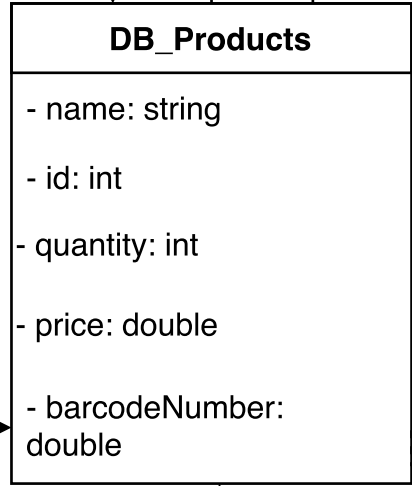 DB_Products
- name: string
- id: int
- quantity: int
- price: double
- barcodeNumber:
double